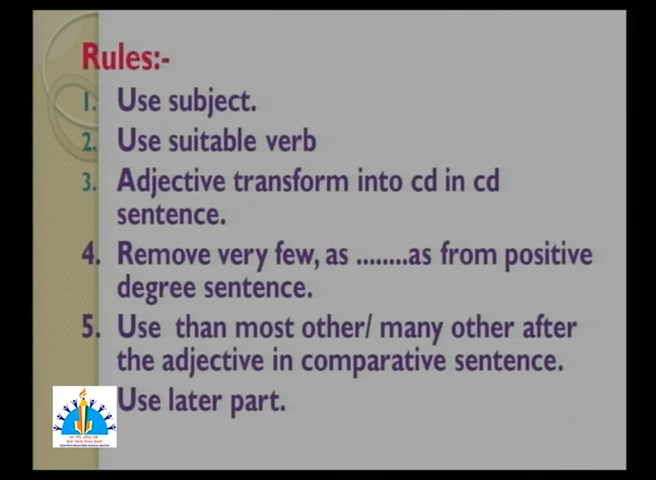 Rules:-
1. Use subject.
2. Use suitable verb
3. Adjective transform into cd in cd
sentence.
4. Remove very few, as ........as from positive
degree sentence.
5. Use than most other/ many other after
the adjective in comparative sentence.
Use later part.